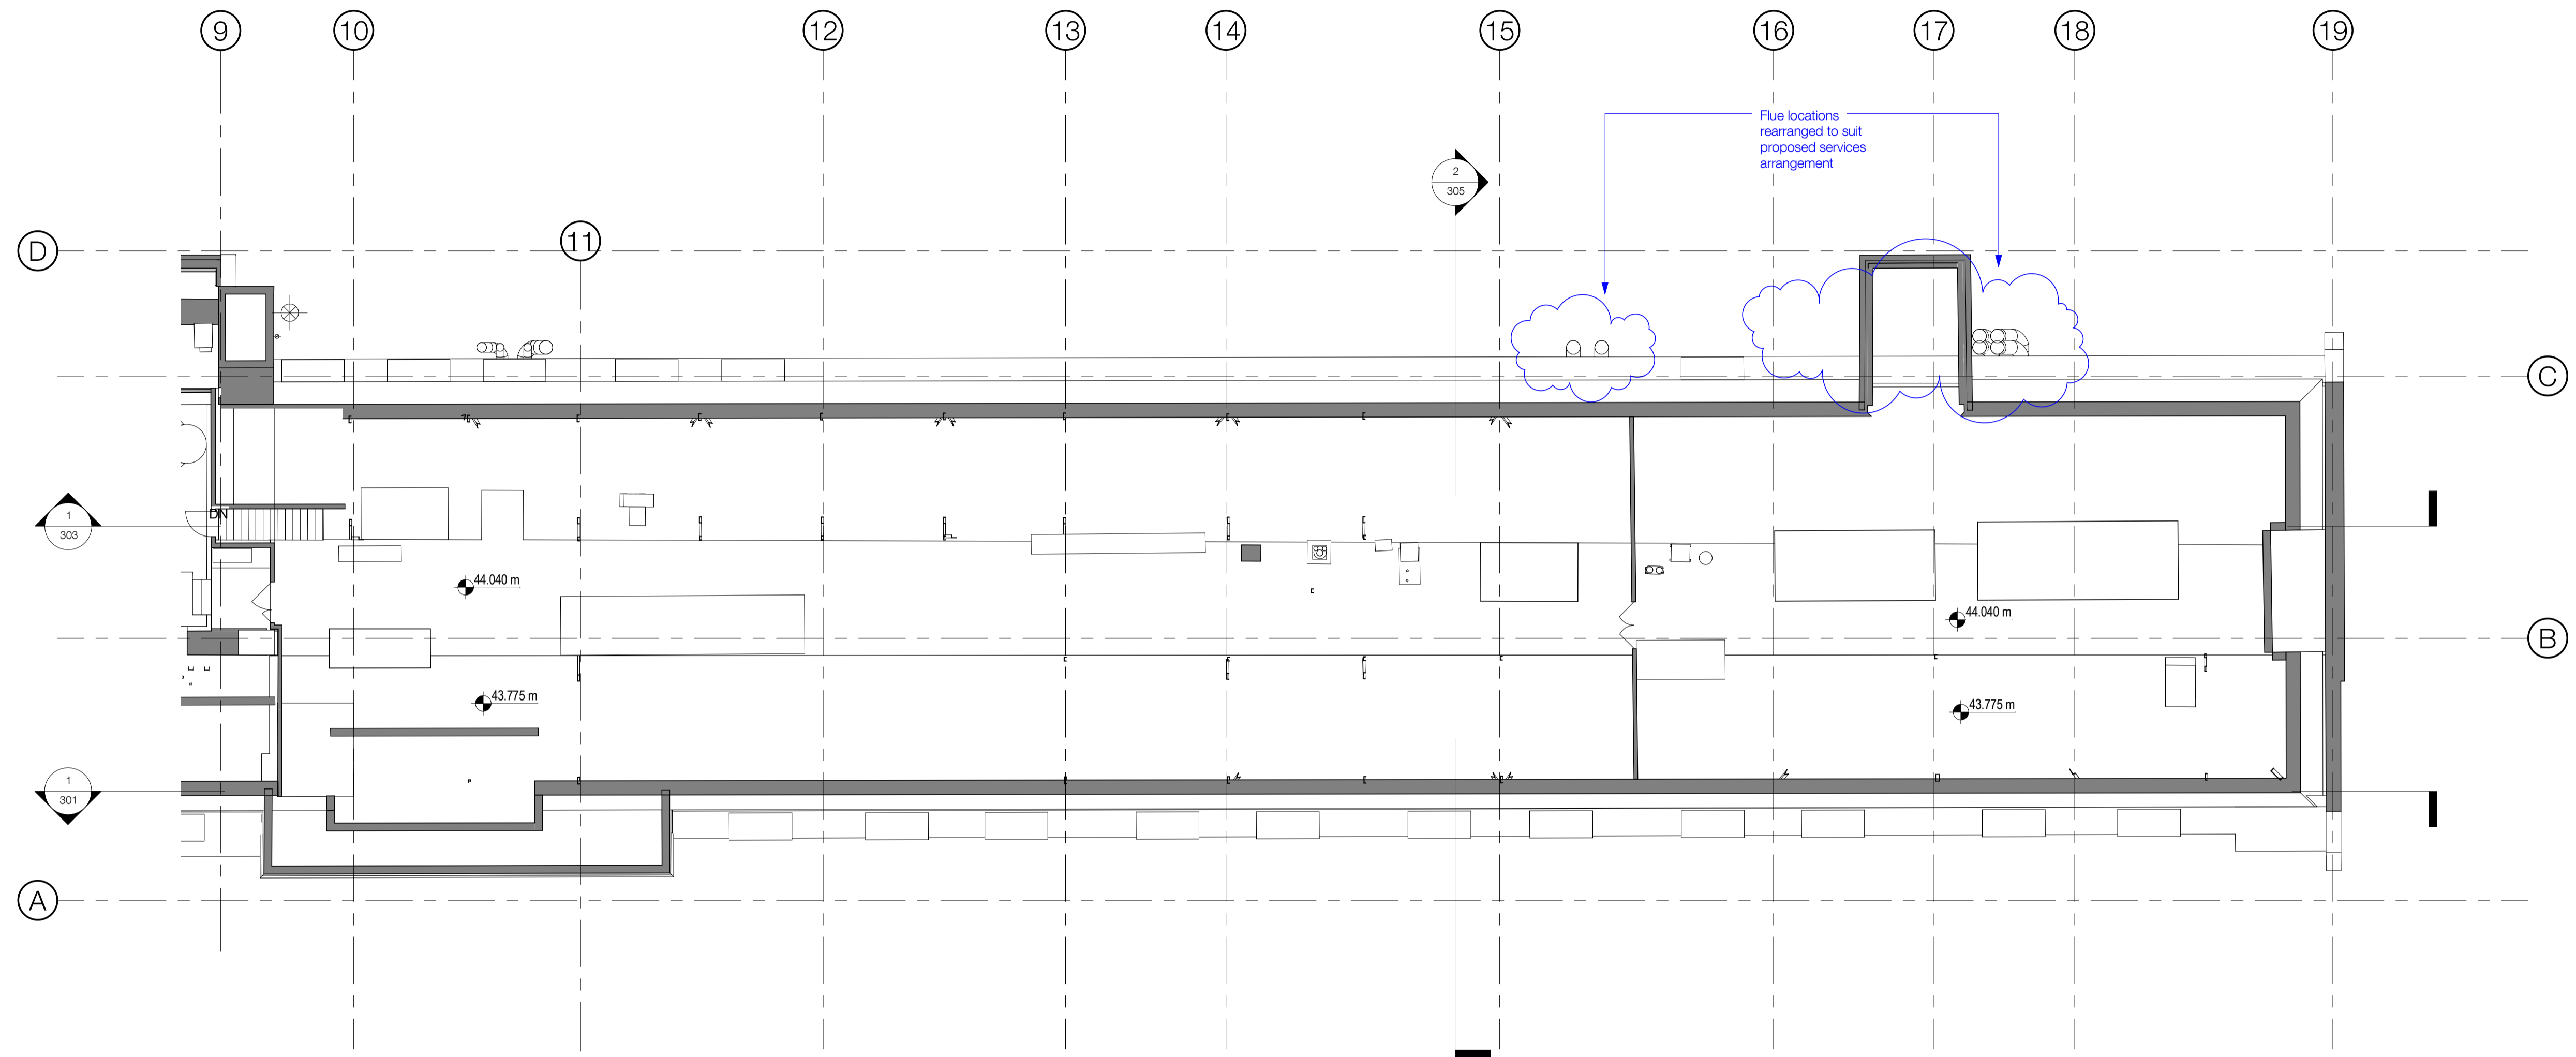 9
10
12
13
14
15
16
17
18
19
Flue locations
rearranged to suit
proposed services
arrangement
2
305
D
11
C
DN
1
303
44.040 m
44.040 m
B
43.775 m
43.775 m
1
301
A